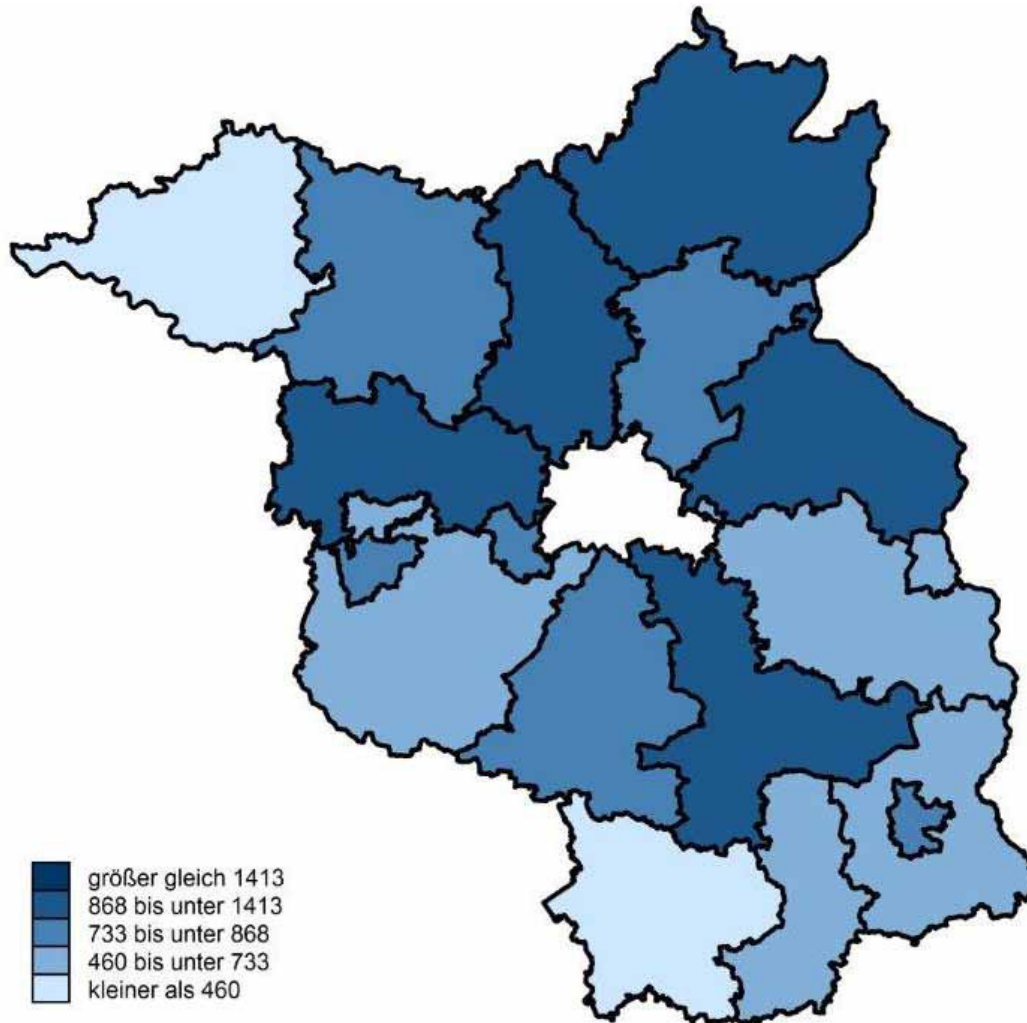 größer gleich 1413
868 bis unter 1413
733 bis unter 868
460 bis unter 733
kleiner als 460